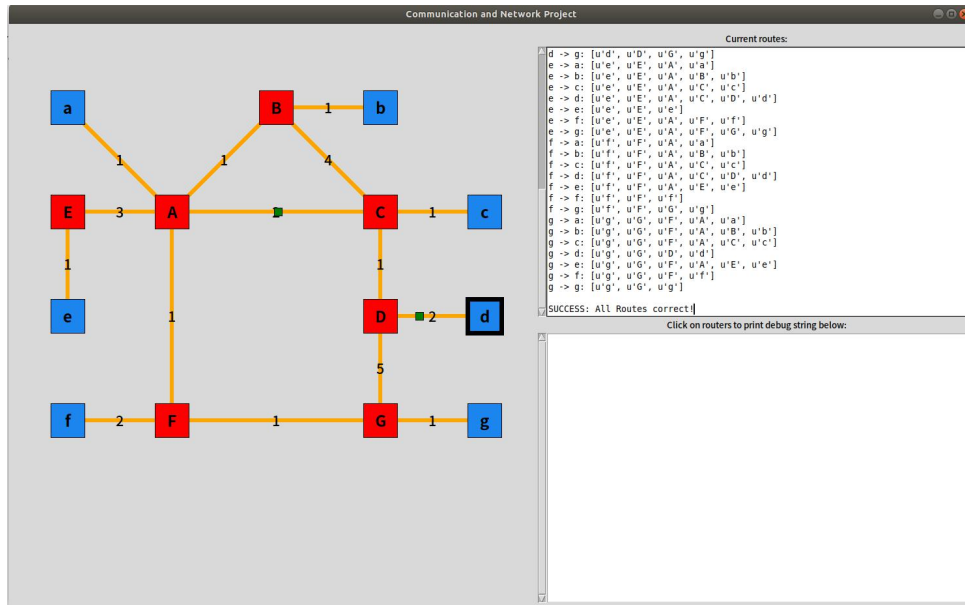 Communication and Network Project
Current routes:
d -> g: [u'd', u'D', u'G', u'g']
e -> a: [u'e', u'E', u'A', u'a']
e -> b: [u'e', u'E', u'A', u'B', u'b']
e -> c: [u'e', u'E', u'A', u'C', u'c']
e -> d: [u'e', u'E', u'A', u'C', u'D', u'd']
e -> e: [u'e', u'E', u'e']
e -> f: [u'e', u'E', u'A', u'F', u'f']
e -> g: [u'e', u'E', u'A', u'F', u'G', u'g']
f -> a: [u'f', u'F', u'A', u'a']
f -> b: [u'f', u'F', u'A', u'B', u'b']
f -> c: [u'f', u'F', u'A', u'C', u'c']
f -> d: [u'f', u'F', u'A', u'C', u'D', u'd']
f -> e: [u'f', u'F', u'A', u'E', u'e']
f -> f: [u'f', u'F', u'f']
f -> g: [u'f', u'F', u'G', u'g']
g -> a: [u'g', u'G', u'F', u'A', u'a']
g -> b: [u'g', u'G', u'F', u'A', u'B', u'b']
g -> c: [u'g', u'G', u'F', u'A', u'C', u'c']
g -> d: [u'g', u'G', u'D', u'd']
g -> e: [u'g', u'G', u'F', u'A', u'E', u'e']
g -> f: [u'g', u'G', u'F', u'f']
g -> g: [u'g', u'G', u'g']
SUCCESS: All Routes correct!
Click on routers to print debug string below:
a
B 1 b
1
1
4
E 3 A
C 1 c
1
1
e
1
D 2 d
5
f 2 F 1 G 1 g